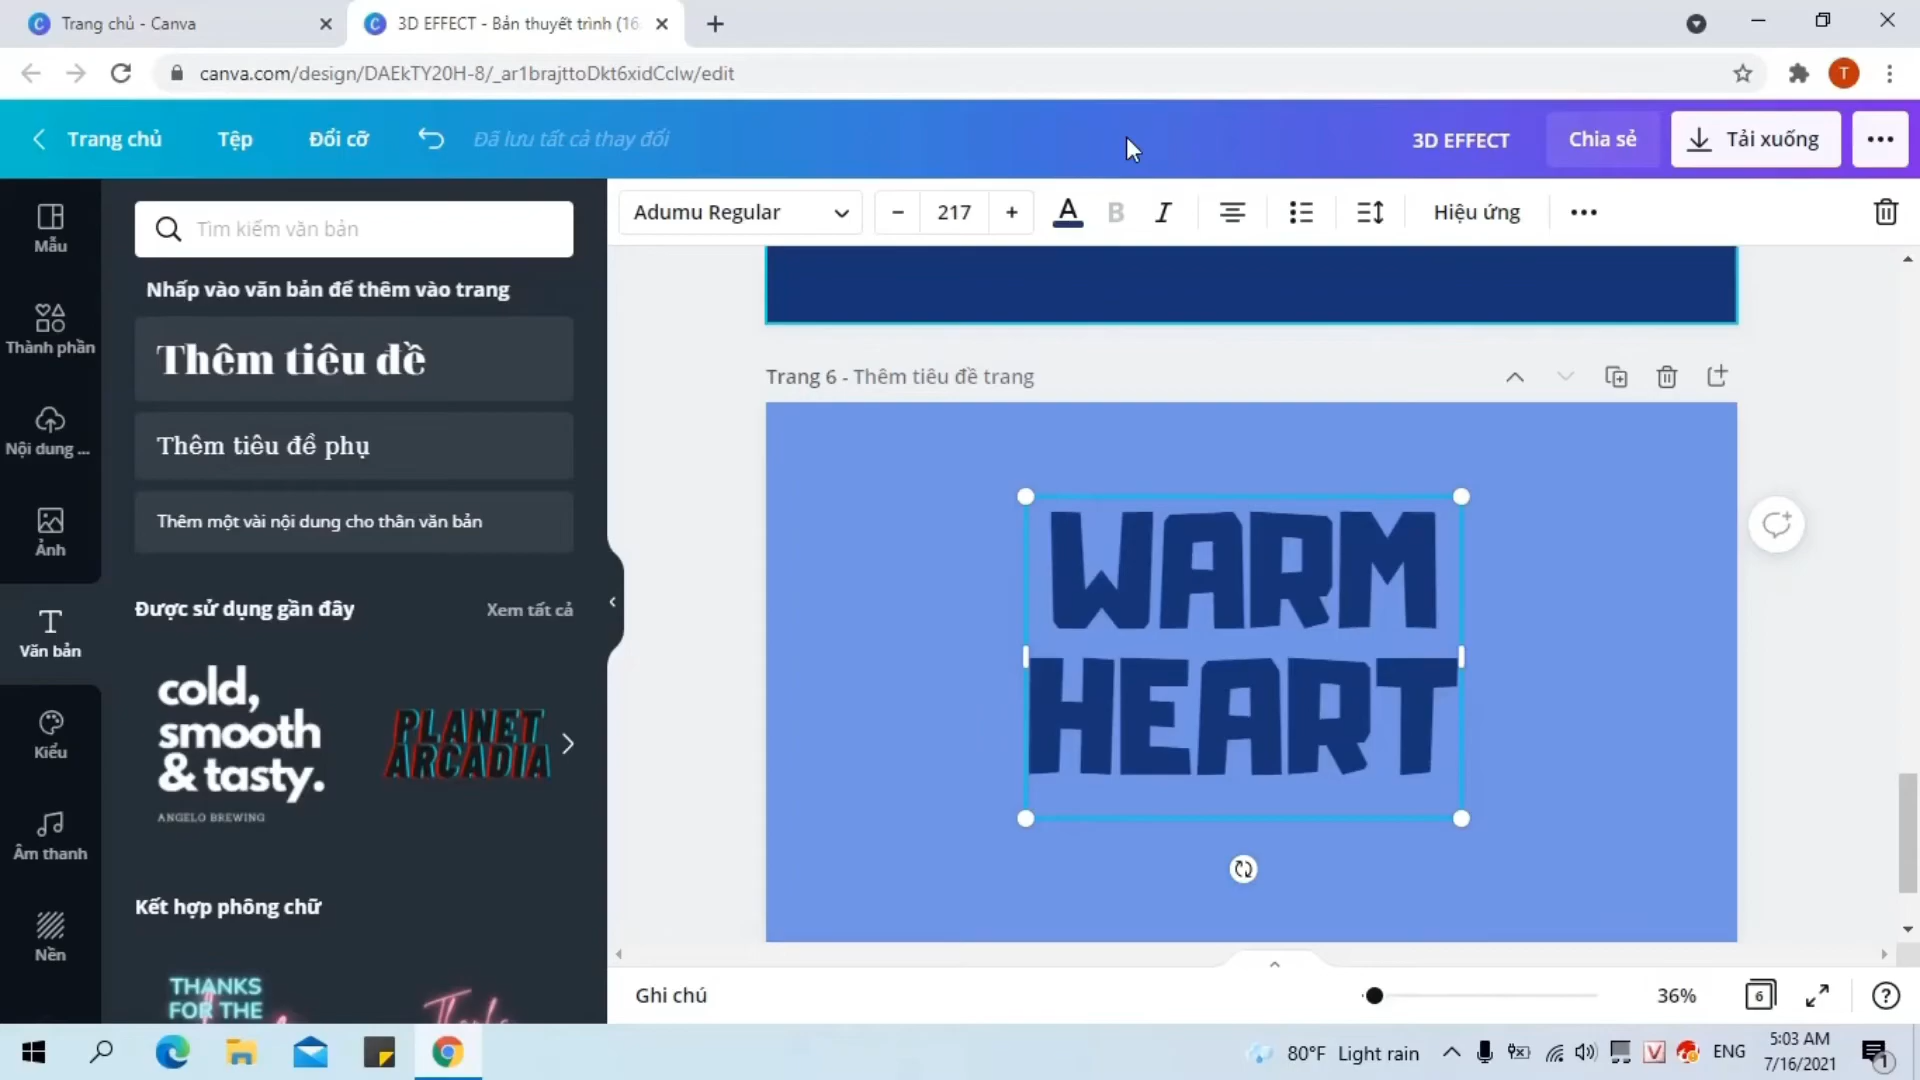 Trang chủ - Canva
3D EFFECT - Bản thuyết trình (16
canva.com/design/DAEkTY20H-8/_ar1brajttoDkt6xidCclw/edit
T
Trang chủ
Tệp
Đổi cỡ
Đã lưu tất cả thay đổi
3D EFFECT
Chia sẻ
Tải xuống
Adumu Regular
217
A
B
I
Hiệu ứng
Mẫu
Thành phần
Nội dung ...
Ảnh
Văn bản
Kiểu
Âm thanh
Nền
Tìm kiếm văn bản
Nhấp vào văn bản để thêm vào trang
Thêm tiêu đề
Thêm tiêu đề phụ
Thêm một vài nội dung cho thân văn bản
Được sử dụng gần đây
Xem tất cả
cold,
smooth
& tasty.
ANGELO BREWING
PLANET
ARCADIA
Kết hợp phông chữ
THANKS
FOR THE
Thanks
Trang 6 - Thêm tiêu đề trang
WARM
HEART
Ghi chú
36%
6
80°F Light rain
ENG
5:03 AM
7/16/2021
1